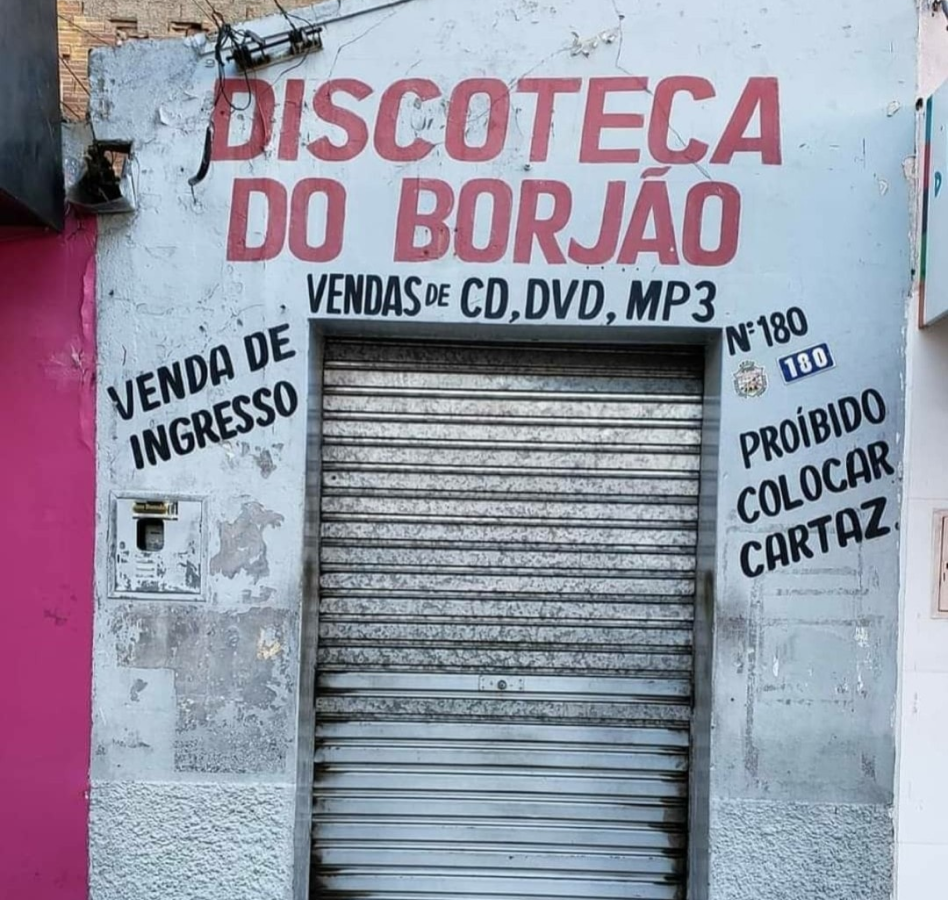 DISCOTECA
DO BORJÃO
VENDAS DE CD, DVD, MP3
VENDA DE
INGRESSO
Nº 180
180
PROÍBIDO
COLOCAR
CARTAZ.